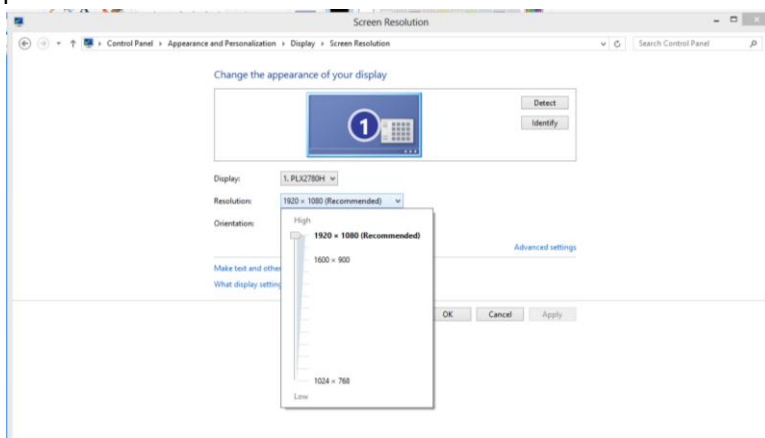 Screen Resolution
Control Panel › Appearance and Personalization › Display › Screen Resolution
Search Control Panel
Change the appearance of your display
1
Detect
Identify
Display:
1. PLX2780H
Resolution:
1920 × 1080 (Recommended)
Orientation:
High
1920 × 1080 (Recommended)
1600 × 900
Advanced settings
Make text and other
What display setting
OK Cancel Apply
1024 × 768
Low